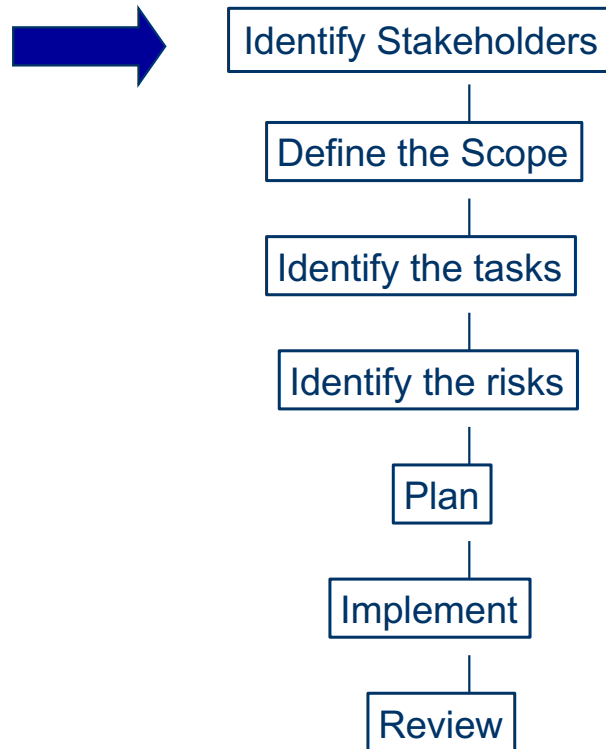 Identify Stakeholders
Define the Scope
Identify the tasks
Identify the risks
Plan
Implement
Review